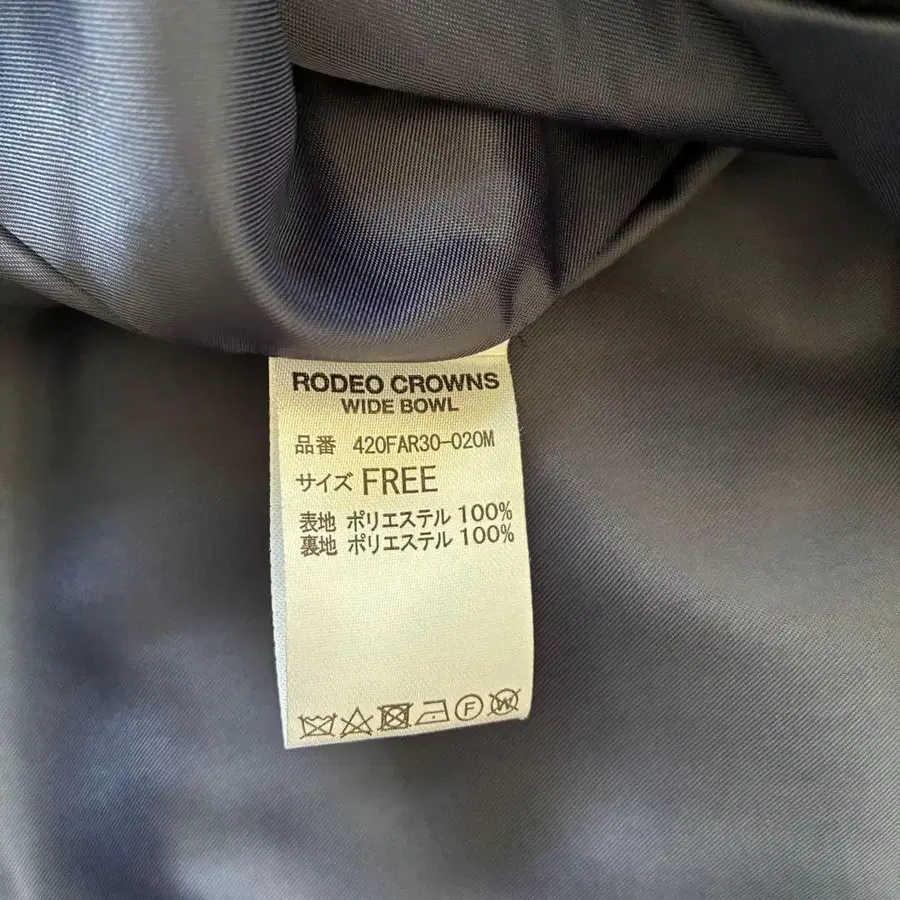 RODEO CROWNS
WIDE BOWL
品番 420FAR30-020M
サイズ FREE
表地 ポリエステル 100%
裏地 ポリエステル 100%
F W